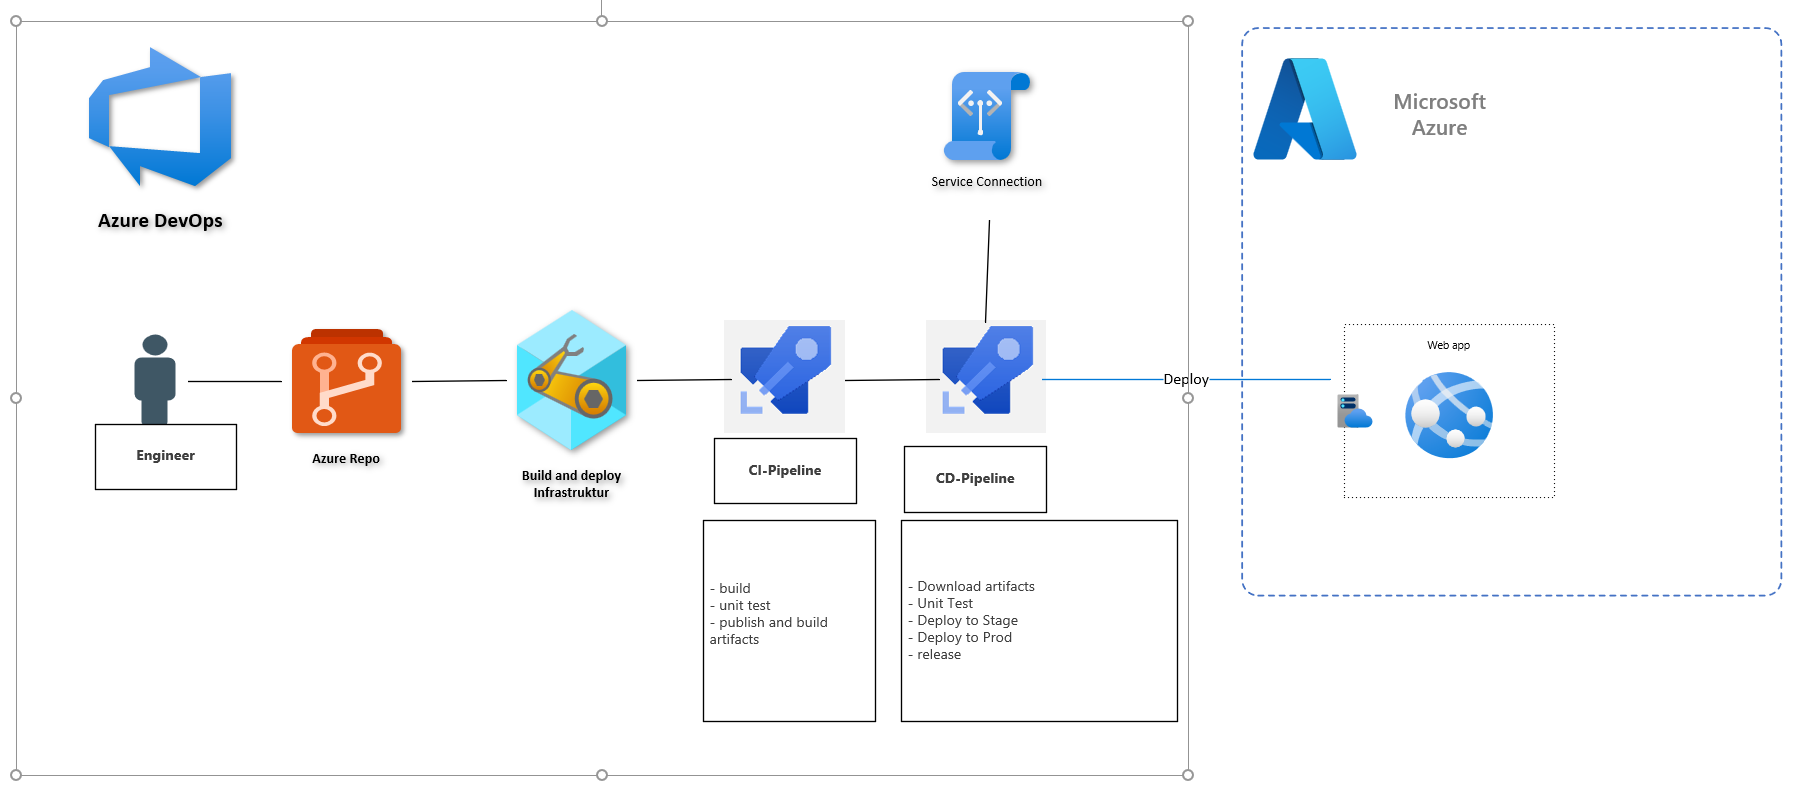 Azure DevOps
Service Connection
Microsoft
Azure
Engineer
Azure Repo
Build and deploy
Infrastruktur
CI-Pipeline
CD-Pipeline
Deploy
Web app
- build
- unit test
- publish and build
artifacts
- Download artifacts
- Unit Test
- Deploy to Stage
- Deploy to Prod
- release